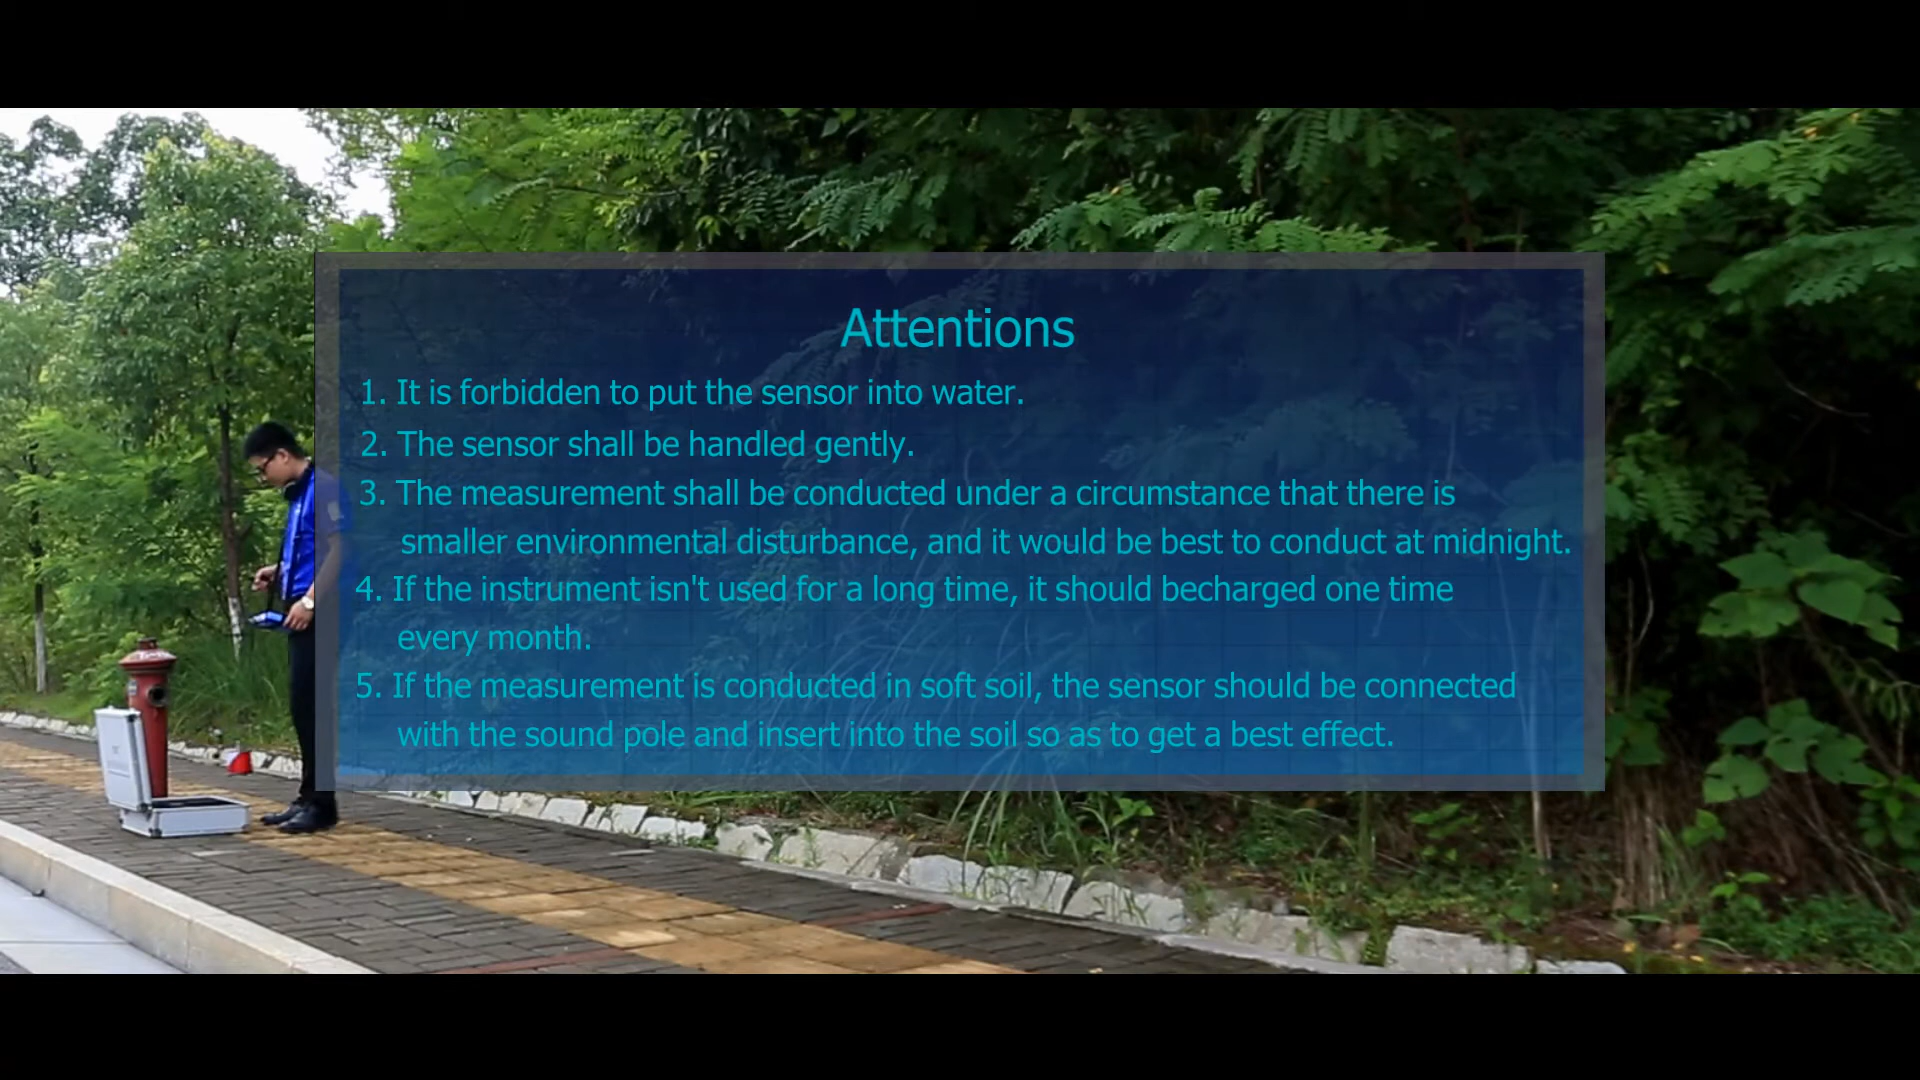 Attentions
1. It is forbidden to put the sensor into water.
2. The sensor shall be handled gently.
3. The measurement shall be conducted under a circumstance that there is
smaller environmental disturbance, and it would be best to conduct at midnight.
4. If the instrument isn't used for a long time, it should becharged one time
every month.
5. If the measurement is conducted in soft soil, the sensor should be connected
with the sound pole and insert into the soil so as to get a best effect.